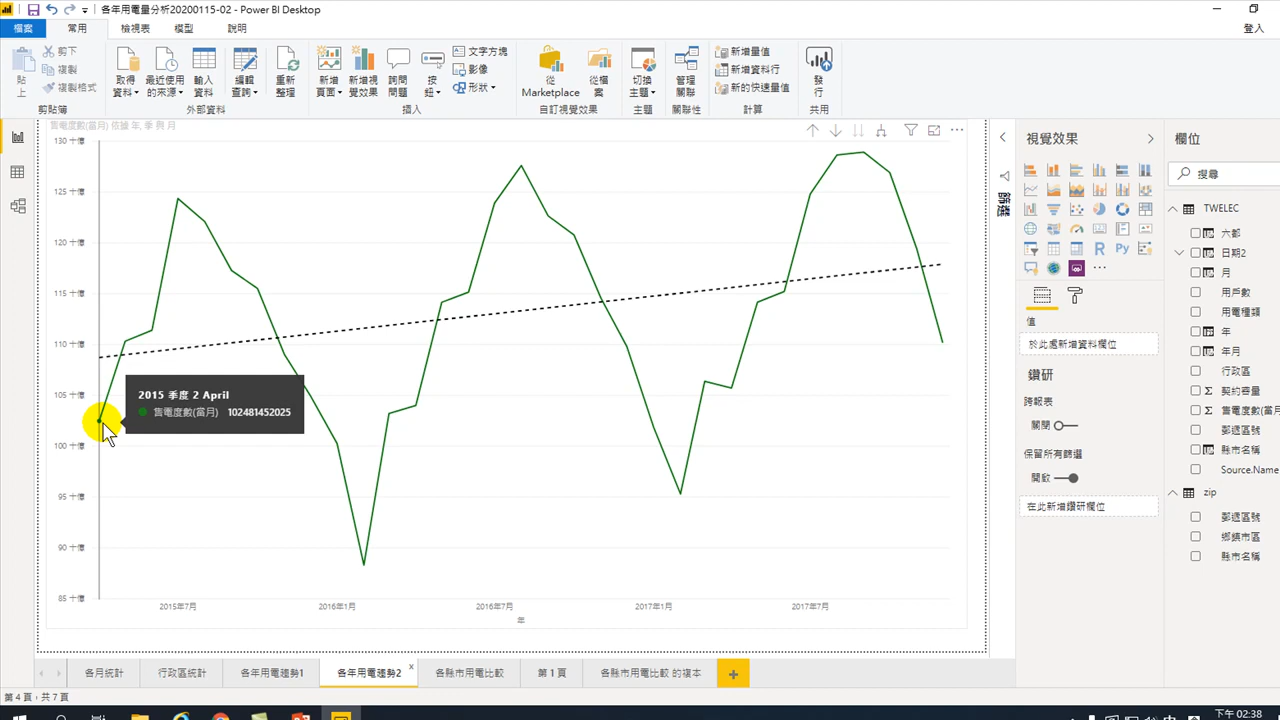 各年用電量分析20200115-02 - Power BI Desktop
檔案 常用 檢視表 模型 說明 登入
貼上
剪下
複製
複製格式
剪貼簿
取得資料
最近使用的來源
輸入資料
編輯查詢
外部資料
重新整理
新增頁面
新增視覺效果
詢問問題
按鈕
文字方塊
影像
形狀
插入
從 Marketplace
從檔案
自訂視覺效果
切換主題
主題
管理關聯
關聯性
新增量值
新增資料行
新的快速量值
計算
發行
共用
售電度數(當月) 依據 年, 季 與 月
130 十億
125 十億
120 十億
115 十億
110 十億
105 十億
100 十億
95 十億
90 十億
85 十億
2015 季度 2 April
售電度數(當月) 102481452025
2015年7月 2016年1月 2016年7月 2017年1月 2017年7月
年
篩選
視覺效果
R Py
值
於此處新增資料欄位
鑽研
跨報表
關閉
保留所有篩選
開啟
在此新增鑽研欄位
欄位
搜尋
TWELEC
六都
日期2
月
用戶數
用電種類
年
年月
行政區
契約容量
售電度數(當月
郵遞區號
縣市名稱
Source.Name
zip
郵遞區號
鄉鎮市區
縣市名稱
各月統計 行政區統計 各年用電趨勢1 各年用電趨勢2 各縣市用電比較 第 1 頁 各縣市用電比較 的複本
第 4 頁，共 7 頁
下午 02:38